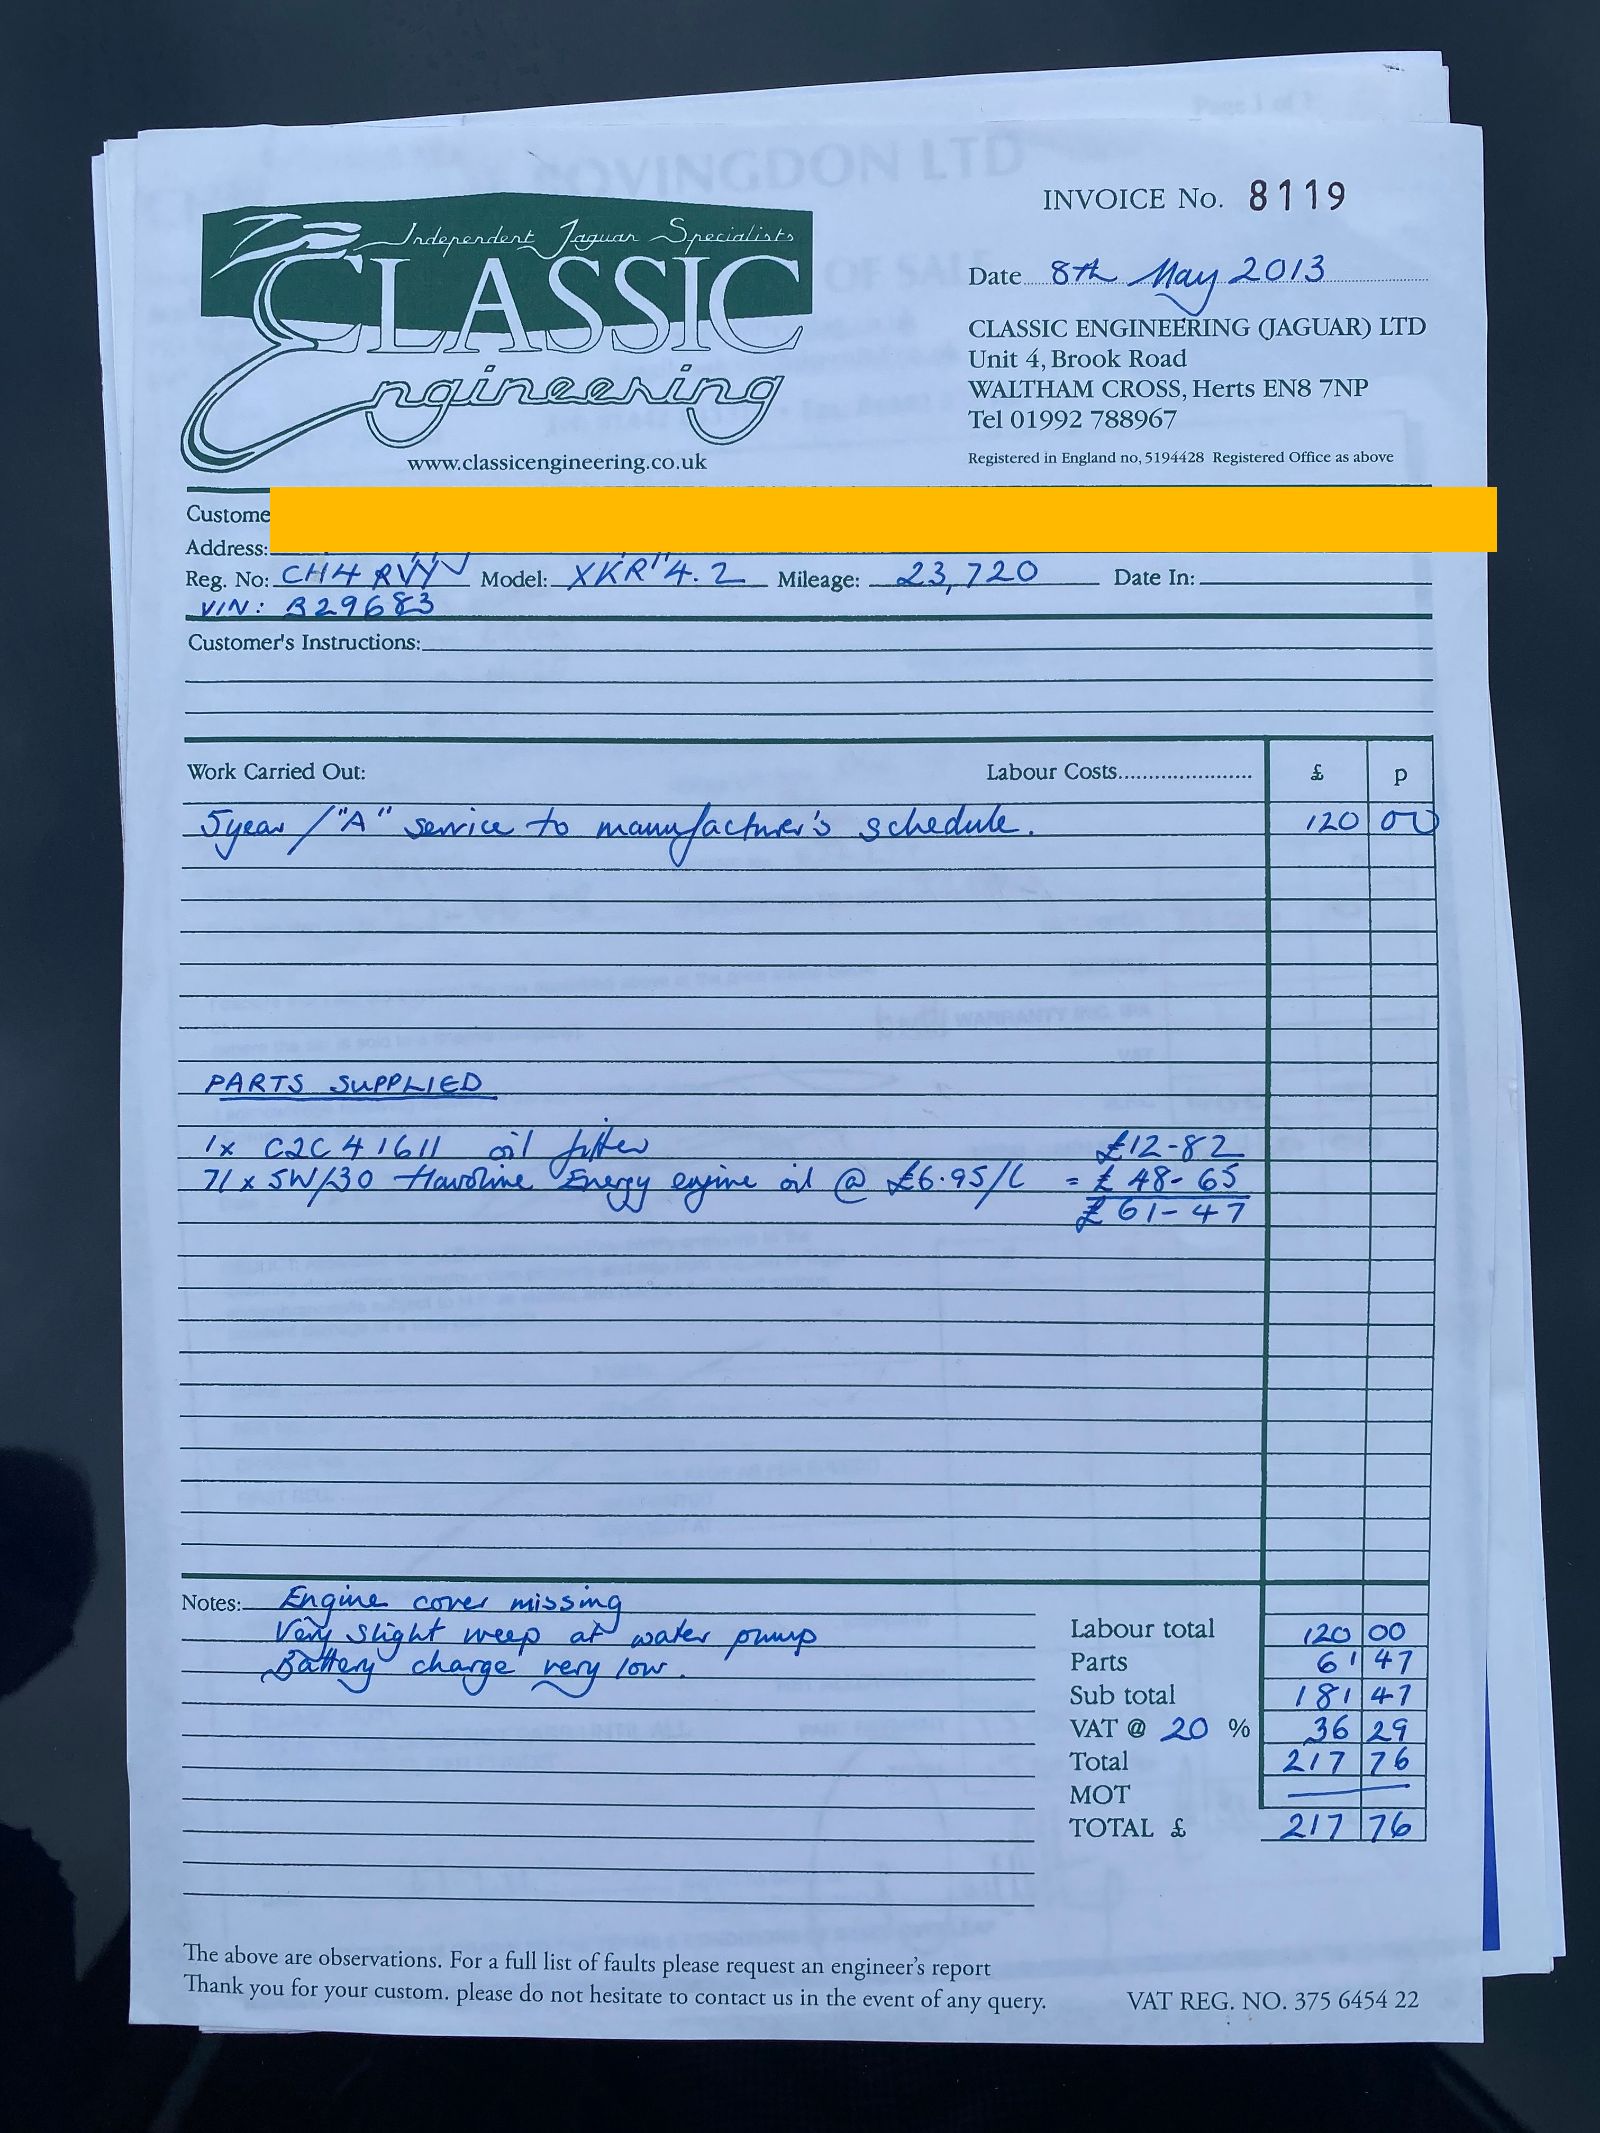 INVOICE No. 8119
Independent Jaguar Specialists
CLASSIC
Engineering
www.classicengineering.co.uk
Date 8th May 2013
CLASSIC ENGINEERING (JAGUAR) LTD
Unit 4, Brook Road
WALTHAM CROSS, Herts EN8 7NP
Tel 01992 788967
Registered in England no, 5194428 Registered Office as above
Custome
Address:
Reg. No: CH4 RVY Model: XKR 4.2 Mileage: 23,720 Date In:
VIN: B29683
Customer's Instructions:
Work Carried Out: Labour Costs........................ £ p
5year / "A" service to manufacturer's schedule. 120 00
PARTS SUPPLIED
1x C2C41611 oil filter £12-82
7l x 5W/30 Havoline Energy engine oil @ £6.95/L = £48-65
£61-47
Notes: Engine cover missing
Very slight weep at water pump
Battery charge very low.
Labour total 120 00
Parts 61 47
Sub total 181 47
VAT @ 20 % 36 29
Total 217 76
MOT —
TOTAL £ 217 76
The above are observations. For a full list of faults please request an engineer's report
Thank you for your custom. please do not hesitate to contact us in the event of any query.
VAT REG. NO. 375 6454 22